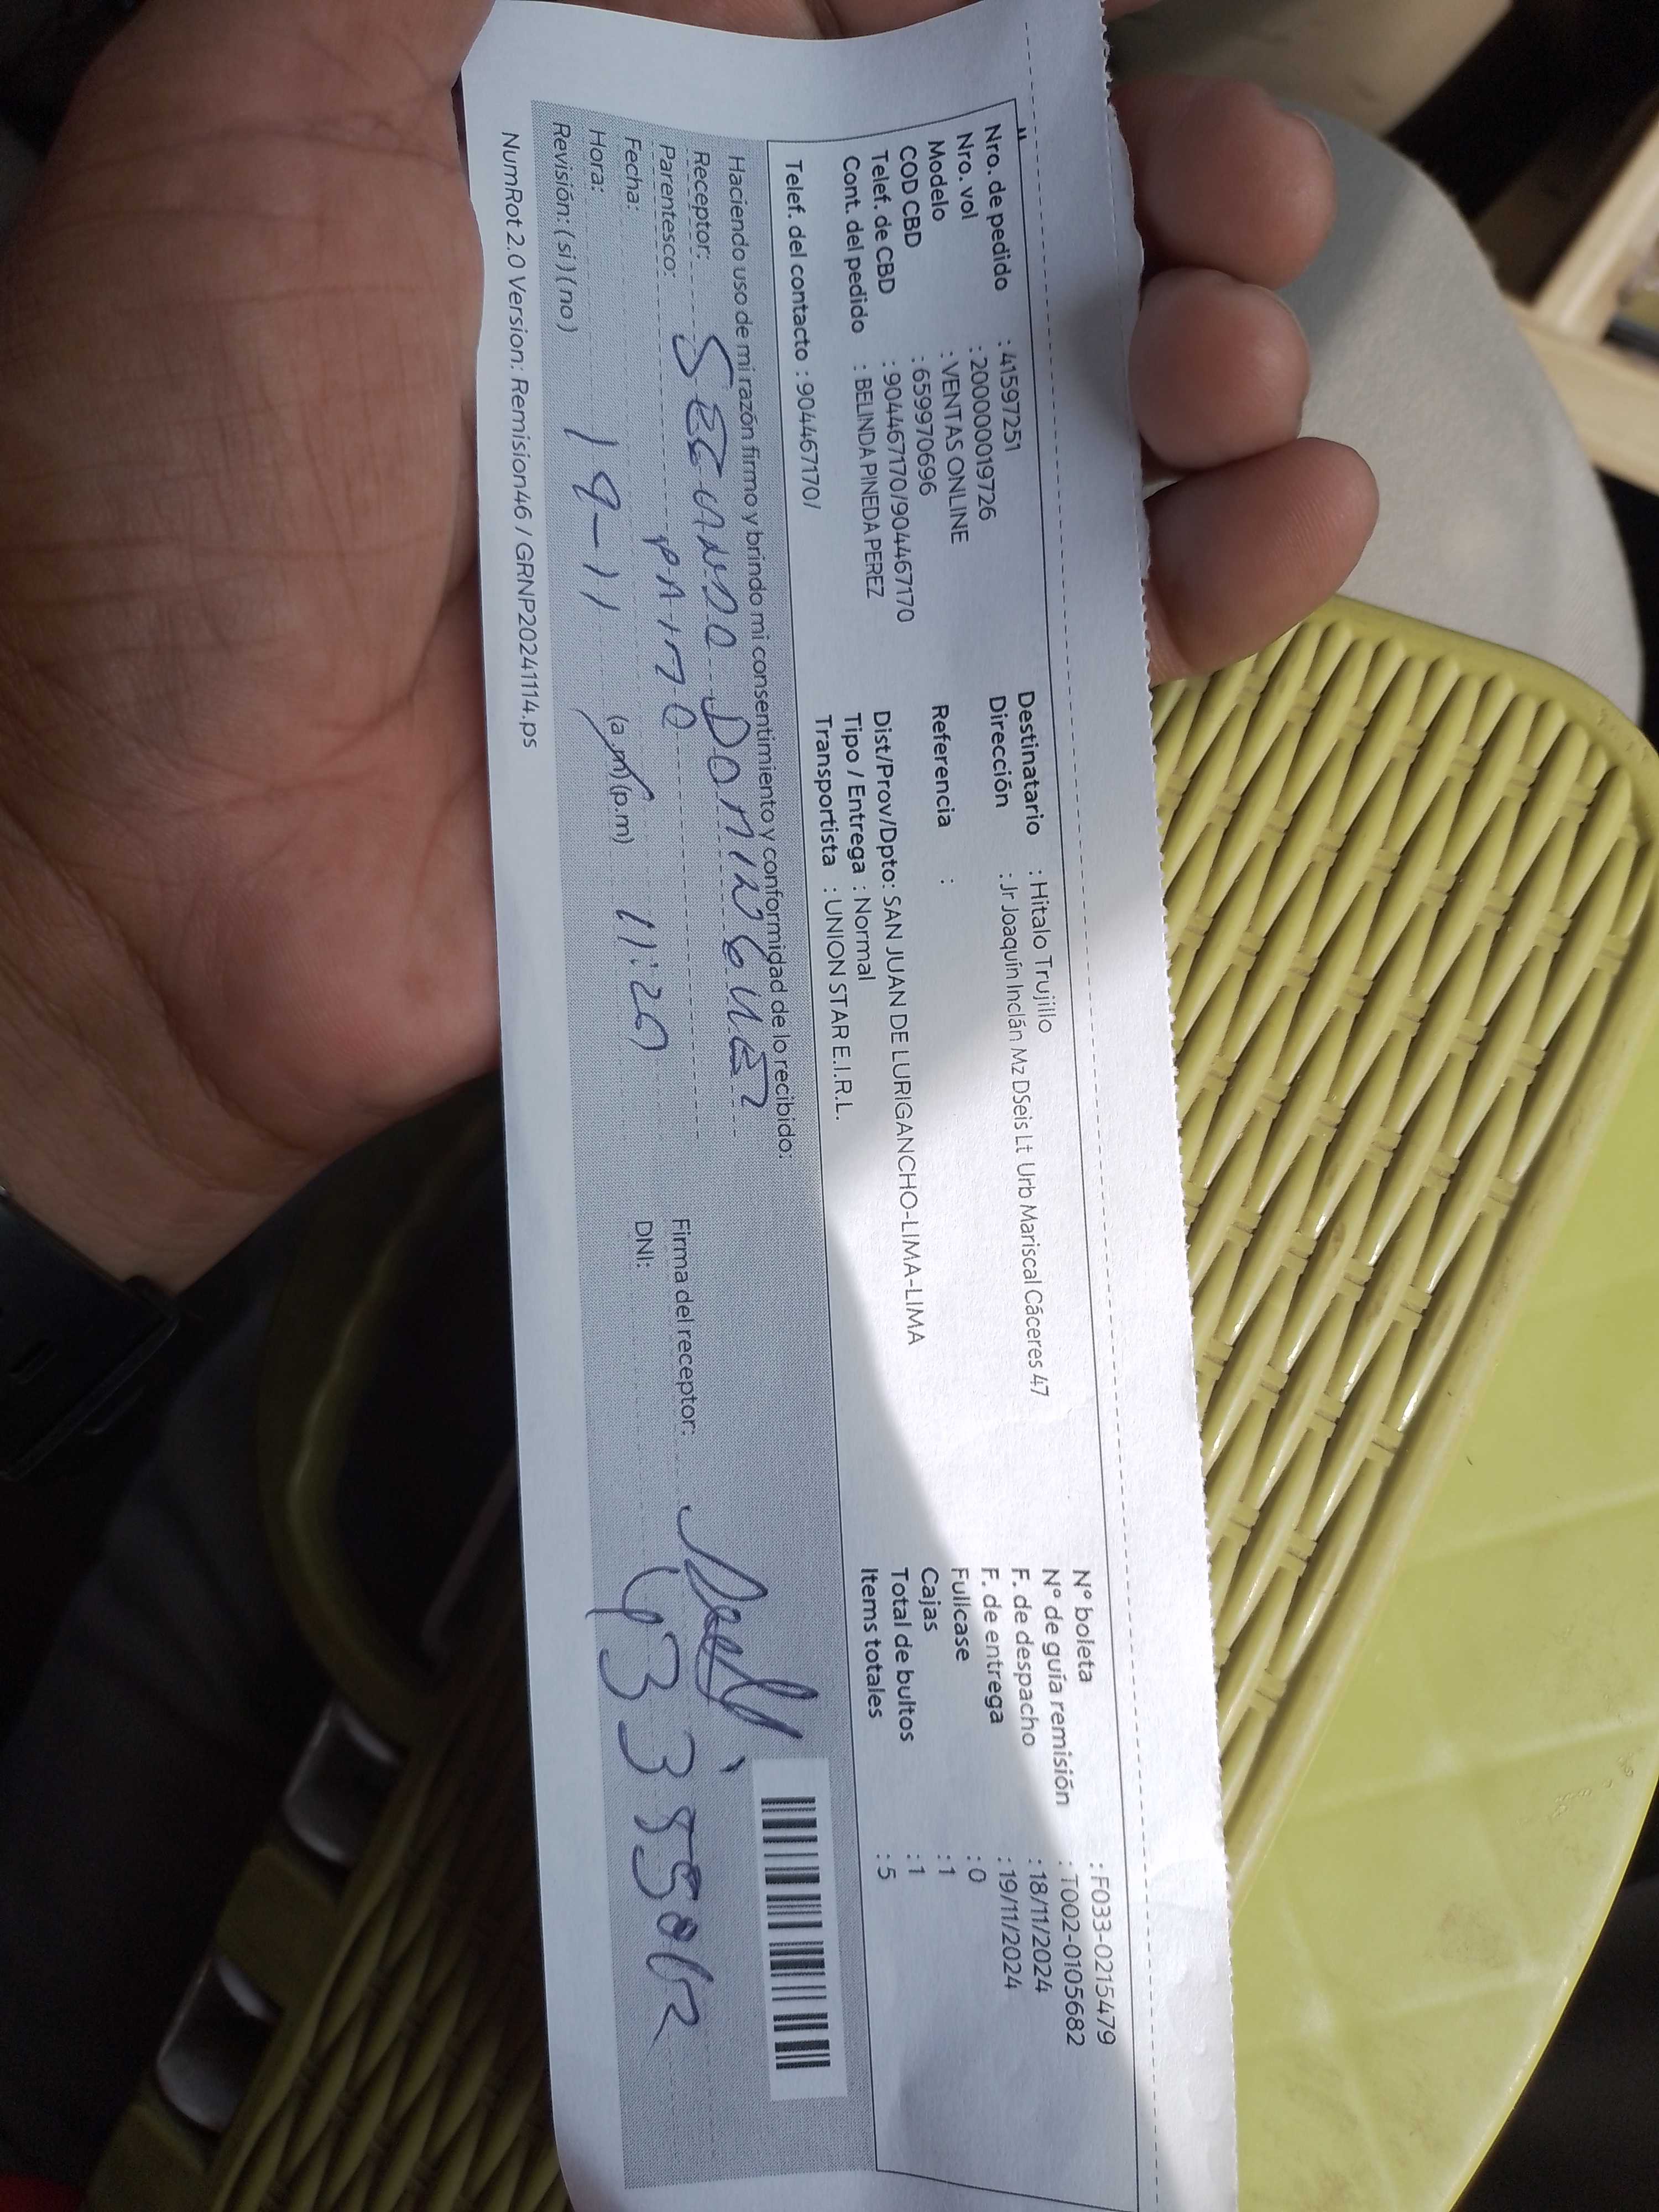 Nro. de pedido : 41597251
Nro. vol : 200000019726
Modelo : VENTAS ONLINE
COD CBD : 659970696
Telef. de CBD : 904467170/904467170
Cont. del pedido : BELINDA PINEDA PEREZ
Telef. del contacto : 904467170/
Destinatario : Hitalo Trujillo
Dirección : Jr Joaquín Inclán Mz DSeis Lt Urb Mariscal Cáceres 47
Referencia :
Dist/Prov/Dpto: SAN JUAN DE LURIGANCHO-LIMA-LIMA
Tipo / Entrega : Normal
Transportista : UNION STAR E.I.R.L.
N° boleta : F033-0215479
N° de guía remisión : T002-0105682
F. de despacho : 18/11/2024
F. de entrega : 19/11/2024
Fullcase : 0
Cajas : 1
Total de bultos : 1
Items totales : 5
Haciendo uso de mi razón firmo y brindo mi consentimiento y conformidad de lo recibido:
Receptor: SEGUNDO DOMINGUEZ
Parentesco:
Fecha: 19-11
Hora: (a.m)(p.m)
Revisión: (si) (no)
Firma del receptor:
DNI:
NumRot 2.0 Version: Remision46 / GRNP20241114.ps